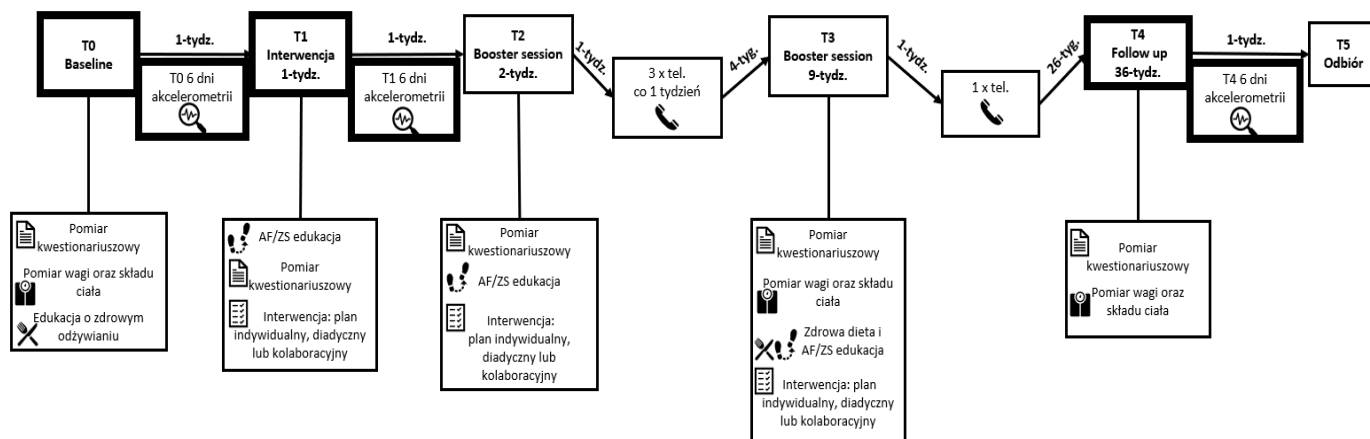 T0
Baseline
1-tydz.
T0 6 dni
akcelerometrii
T1
Interwencja
1-tydz.
1-tydz.
T1 6 dni
akcelerometrii
T2
Booster session
2-tydz.
1-tydz.
3 x tel.
co 1 tydzień
4-tyg.
T3
Booster session
9-tydz.
1-tydz.
1 x tel.
26-tyg.
T4
Follow up
36-tydz.
1-tydz.
T4 6 dni
akcelerometrii
T5
Odbiór
Pomiar
kwestionariuszowy
Pomiar wagi oraz składu
ciała
Edukacja o zdrowym
odżywianiu
AF/ZS edukacja
Pomiar
kwestionariuszowy
Interwencja: plan
indywidualny, diadyczny
lub kolaboracyjny
Pomiar
kwestionariuszowy
AF/ZS edukacja
Interwencja:
plan indywidualny,
diadyczny lub
kolaboracyjny
Pomiar
kwestionariuszowy
Pomiar wagi oraz składu
ciała
Zdrowa dieta i
AF/ZS edukacja
Interwencja: plan
indywidualny, diadyczny
lub kolaboracyjny
Pomiar
kwestionariuszowy
Pomiar wagi oraz
składu ciała